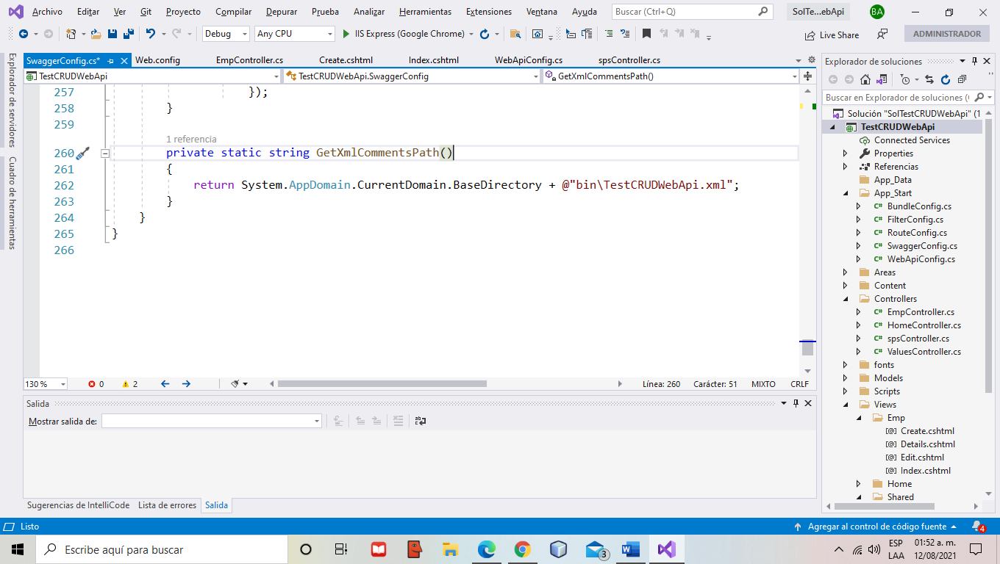 Archivo Editar Ver Git Proyecto Compilar Depurar Prueba Analizar Herramientas Extensiones Ventana Ayuda Buscar (Ctrl+Q) SolTe...ebApi BA
Debug Any CPU IIS Express (Google Chrome) Live Share ADMINISTRADOR
Explorador de servidores
Cuadro de herramientas
SwaggerConfig.cs* Web.config EmpController.cs Create.cshtml Index.cshtml WebApiConfig.cs spsController.cs
TestCRUDWebApi TestCRUDWebApi.SwaggerConfig GetXmlCommentsPath()
257 });
258 }
259
1 referencia
260 private static string GetXmlCommentsPath()
261 {
262 return System.AppDomain.CurrentDomain.BaseDirectory + @"bin\TestCRUDWebApi.xml";
263 }
264 }
265 }
266
130 % 0 2 Línea: 260 Carácter: 51 MIXTO CRLF
Salida
Mostrar salida de:
Sugerencias de IntelliCode Lista de errores Salida
Explorador de soluciones
Buscar en Explorador de soluciones (
Solución "SolTestCRUDWebApi" (1
TestCRUDWebApi
Connected Services
Properties
Referencias
App_Data
App_Start
C# BundleConfig.cs
C# FilterConfig.cs
C# RouteConfig.cs
C# SwaggerConfig.cs
C# WebApiConfig.cs
Areas
Content
Controllers
C# EmpController.cs
C# HomeController.cs
C# spsController.cs
C# ValuesController.cs
fonts
Models
Scripts
Views
Emp
[@] Create.cshtml
[@] Details.cshtml
[@] Edit.cshtml
[@] Index.cshtml
Home
Shared
Listo Agregar al control de código fuente 4
Escribe aquí para buscar 3 ESP 01:52 a. m.
LAA 12/08/2021